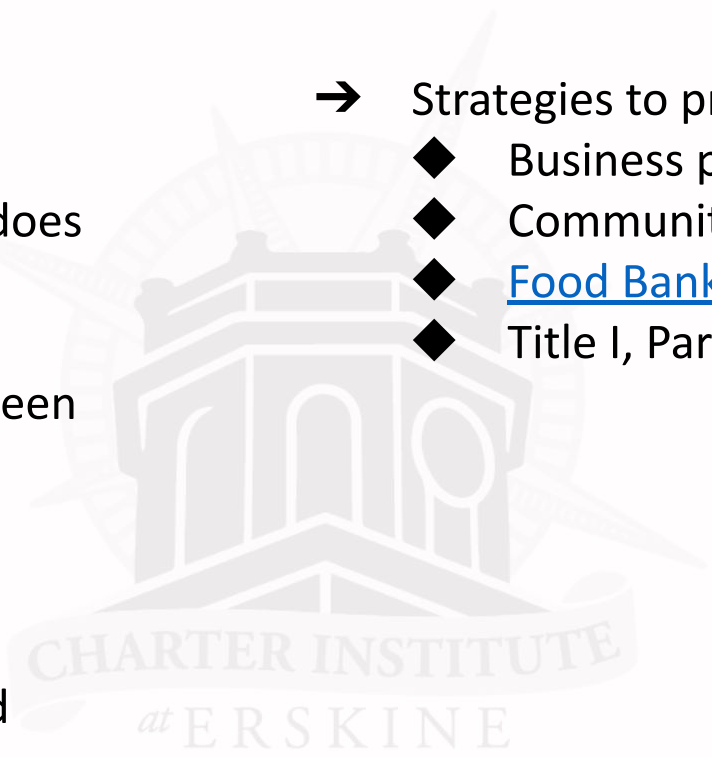 does
een
d
➔ Strategies to pr
◆ Business p
◆ Communit
◆ Food Bank
◆ Title I, Par
CHARTER INSTITUTE
at ERSKINE